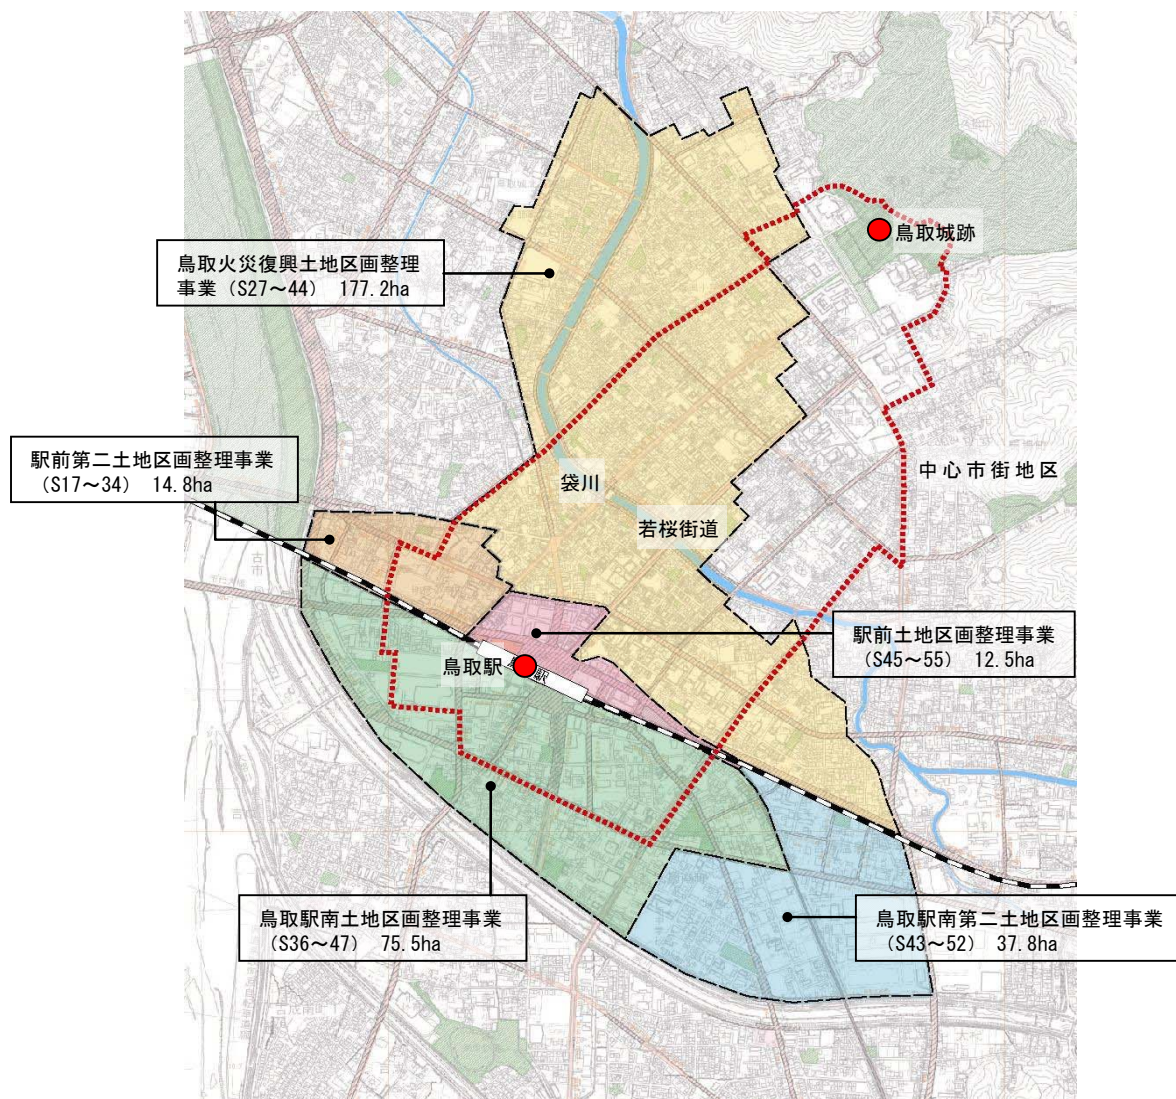 鳥取城跡
鳥取火災復興土地区画整理
事業（S27～44） 177.2ha
駅前第二土地区画整理事業
（S17～34） 14.8ha
中心市街地区
袋川
若桜街道
駅前土地区画整理事業
（S45～55） 12.5ha
鳥取駅
鳥取駅南土地区画整理事業
（S36～47） 75.5ha
鳥取駅南第二土地区画整理事業
（S43～52） 37.8ha